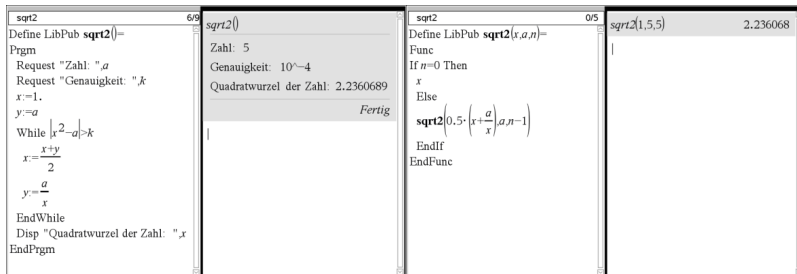 sqrt2 6/9
Define LibPub sqrt2()=
Prgm
Request "Zahl: ",a
Request "Genauigkeit: ",k
x:=1.
y:=a
While |x²−a|>k
x:=(x+y)/2
y:=a/x
EndWhile
Disp "Quadratwurzel der Zahl: ",x
EndPrgm
sqrt2()
Zahl: 5
Genauigkeit: 10^−4
Quadratwurzel der Zahl: 2.2360689
Fertig
sqrt2 0/5
Define LibPub sqrt2(x,a,n)=
Func
If n=0 Then
x
Else
sqrt2(0.5·(x+a/x),a,n−1)
EndIf
EndFunc
sqrt2(1,5,5) 2.236068